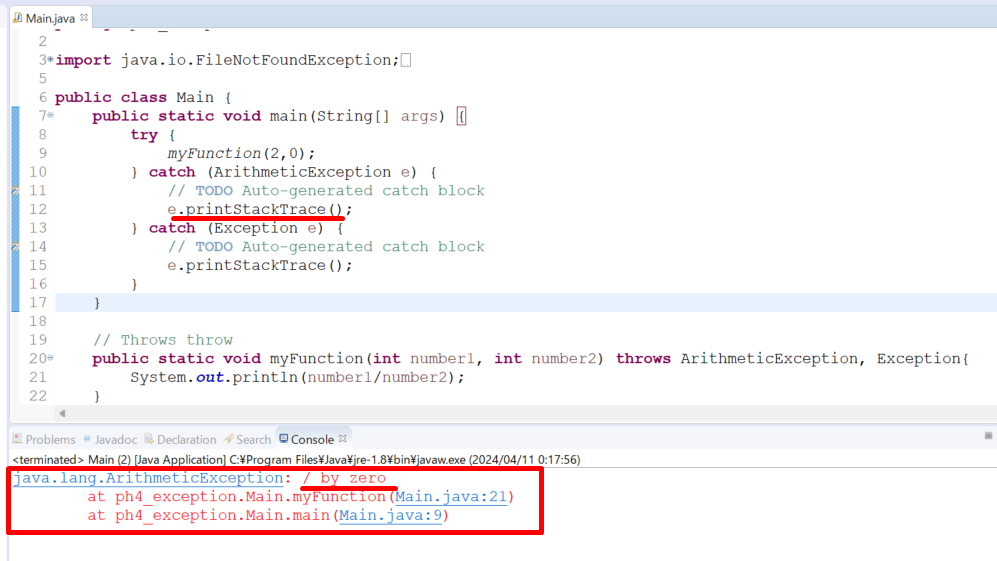 Main.java
2
3 import java.io.FileNotFoundException;
5
6 public class Main {
7 public static void main(String[] args) {
8 try {
9 myFunction(2,0);
10 } catch (ArithmeticException e) {
11 // TODO Auto-generated catch block
12 e.printStackTrace();
13 } catch (Exception e) {
14 // TODO Auto-generated catch block
15 e.printStackTrace();
16 }
17 }
18
19 // Throws throw
20 public static void myFunction(int number1, int number2) throws ArithmeticException, Exception{
21 System.out.println(number1/number2);
22 }
Problems Javadoc Declaration Search Console
<terminated> Main (2) [Java Application] C:¥Program Files¥Java¥jre-1.8¥bin¥javaw.exe (2024/04/11 0:17:56)
java.lang.ArithmeticException: / by zero
at ph4_exception.Main.myFunction(Main.java:21)
at ph4_exception.Main.main(Main.java:9)